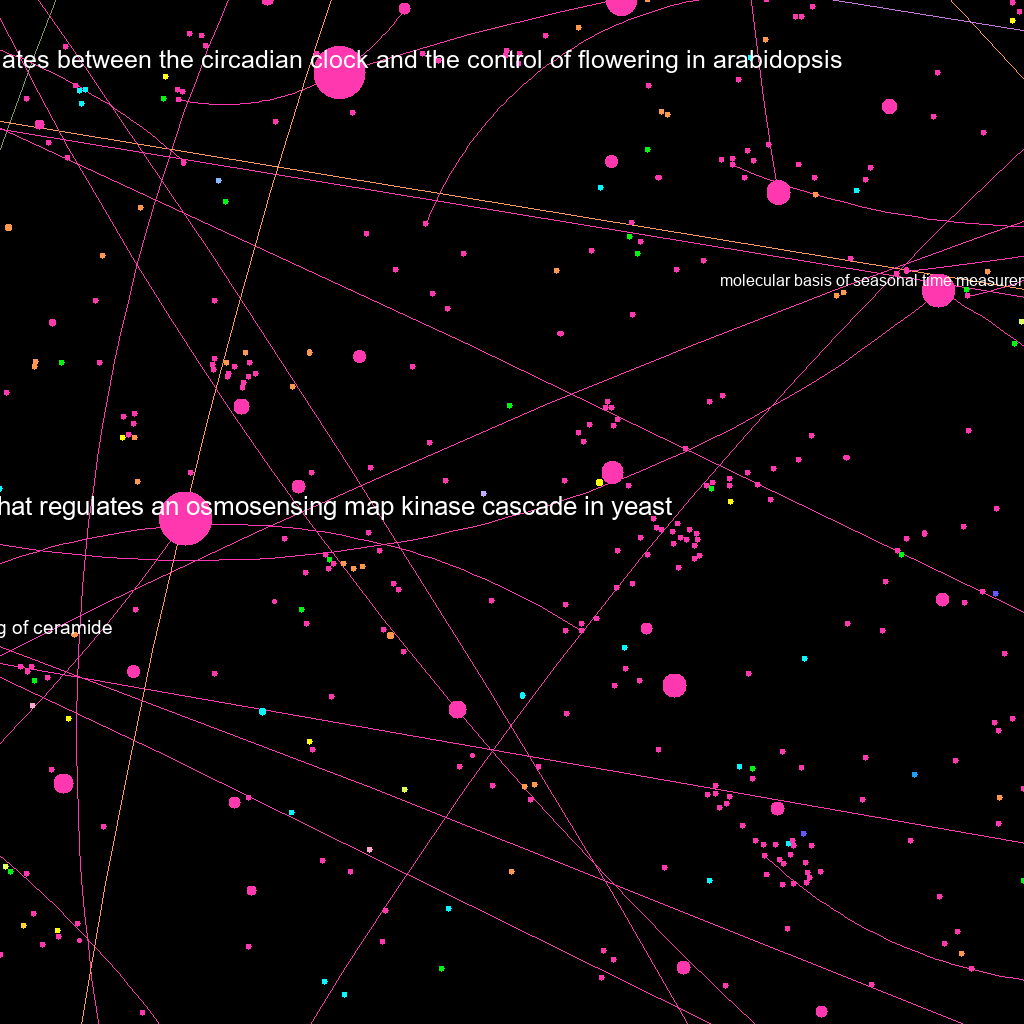 ates between the circadian clock and the control of flowering in arabidopsis
molecular basis of seasonal time measurem
hat regulates an osmosensing map kinase cascade in yeast
g of ceramide